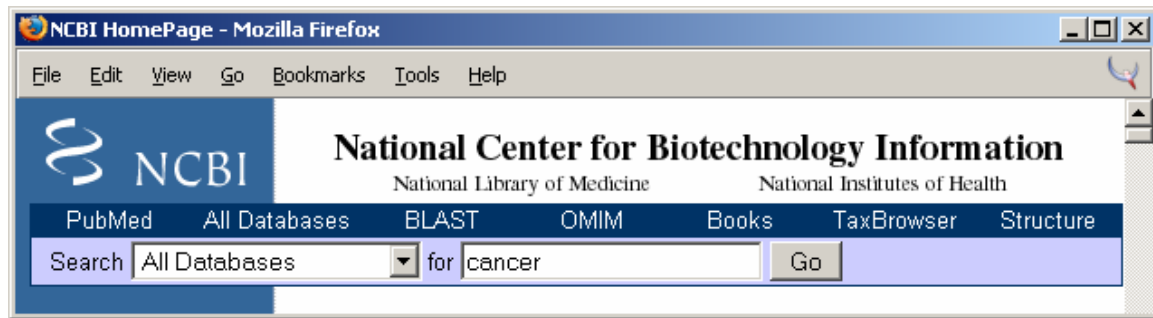 NCBI HomePage - Mozilla Firefox
File Edit View Go Bookmarks Tools Help
NCBI
National Center for Biotechnology Information
National Library of Medicine National Institutes of Health
PubMed All Databases BLAST OMIM Books TaxBrowser Structure
Search All Databases for cancer Go